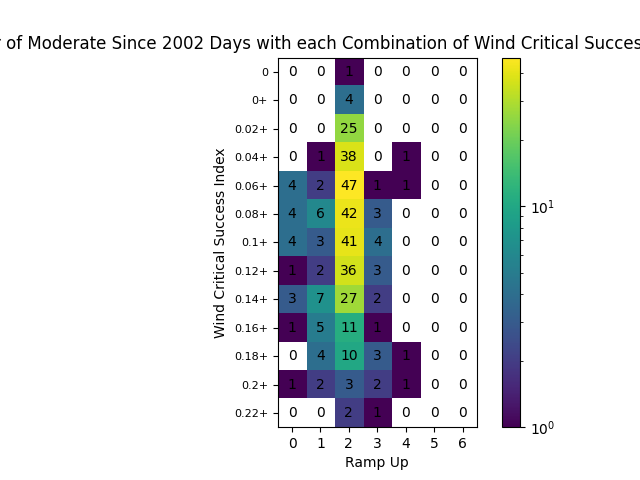 of Moderate Since 2002 Days with each Combination of Wind Critical Succes
0 0 0 1 0 0 0 0
0+ 0 0 4 0 0 0 0
0.02+ 0 0 25 0 0 0 0
0.04+ 0 1 38 0 1 0 0
0.06+ 4 2 47 1 1 0 0
0.08+ 4 6 42 3 0 0 0
0.1+ 4 3 41 4 0 0 0
0.12+ 1 2 36 3 0 0 0
0.14+ 3 7 27 2 0 0 0
0.16+ 1 5 11 1 0 0 0
0.18+ 0 4 10 3 1 0 0
0.2+ 1 2 3 2 1 0 0
0.22+ 0 0 2 1 0 0 0
0 1 2 3 4 5 6
Ramp Up
Wind Critical Success Index
10¹
10⁰